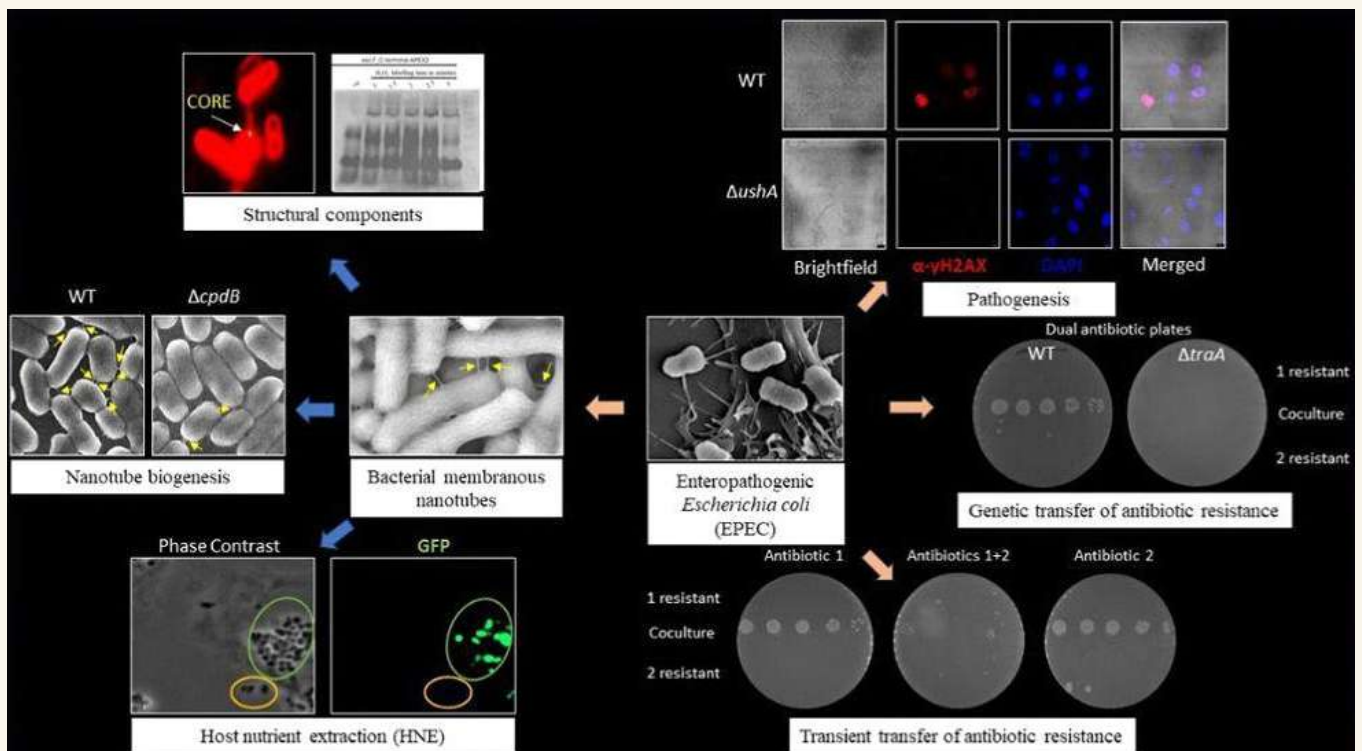 CORE
Structural components
WT
ΔushA
Brightfield
α-γH2AX
DAPI
Merged
Pathogenesis
WT
ΔcpdB
Nanotube biogenesis
Bacterial membranous
nanotubes
Enteropathogenic
Escherichia coli
(EPEC)
Dual antibiotic plates
WT
ΔtraA
1 resistant
Coculture
2 resistant
Genetic transfer of antibiotic resistance
Phase Contrast
GFP
Host nutrient extraction (HNE)
Antibiotic 1
Antibiotics 1+2
Antibiotic 2
1 resistant
Coculture
2 resistant
Transient transfer of antibiotic resistance